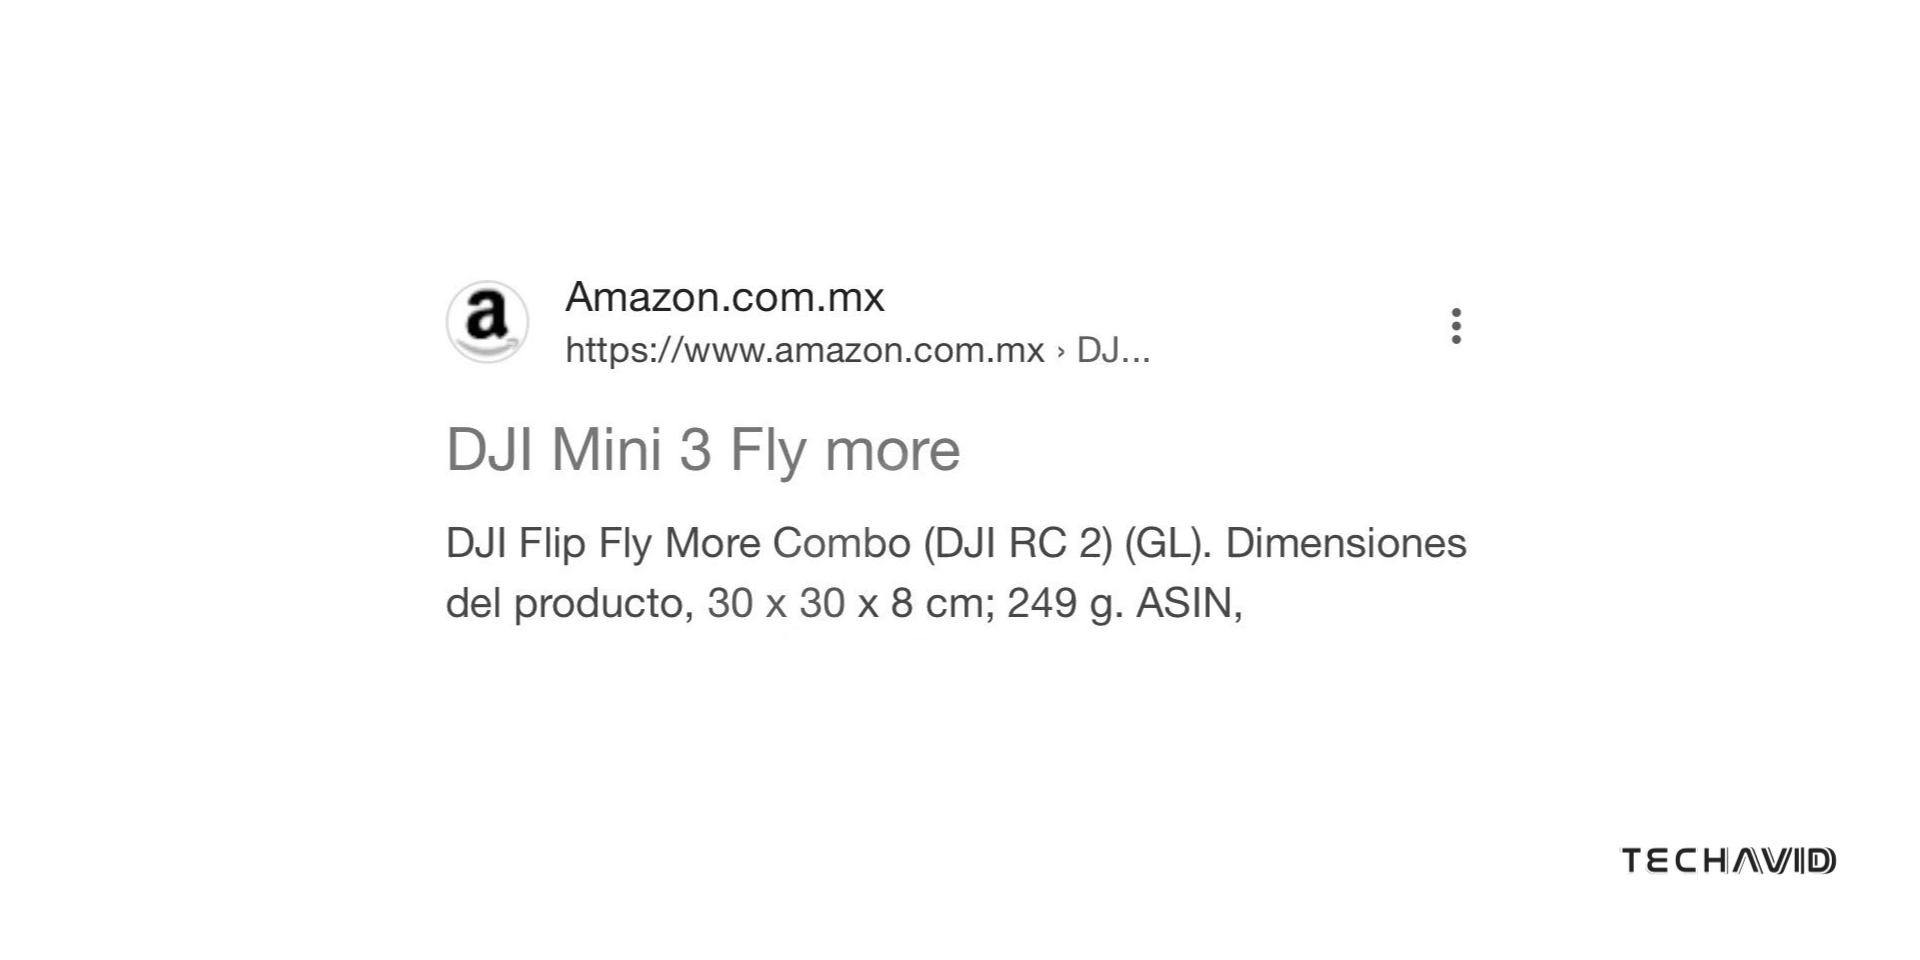 a
Amazon.com.mx
https://www.amazon.com.mx › DJ...
DJI Mini 3 Fly more
DJI Flip Fly More Combo (DJI RC 2) (GL). Dimensiones
del producto, 30 x 30 x 8 cm; 249 g. ASIN,
TECHAVID